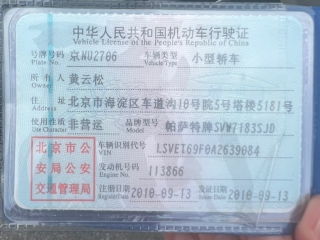 中华人民共和国机动车行驶证
Vehicle License of the People's Republic of China
号牌号码 京NU2706 车辆类型 小型轿车
Plate No. Vehicle Type
所有人 黄云松
Owner
住址 北京市海淀区车道沟10号院5号塔楼5181号
Address
使用性质 非营运 品牌型号 帕萨特牌SVW7183SJD
Use Character Model
北京市公安局公安交通管理局
车辆识别代号 LSVET69F0A2639084
VIN
发动机号码 113866
Engine No.
注册日期 2010-09-13 发证日期 2010-09-13
Register Date Issue Date